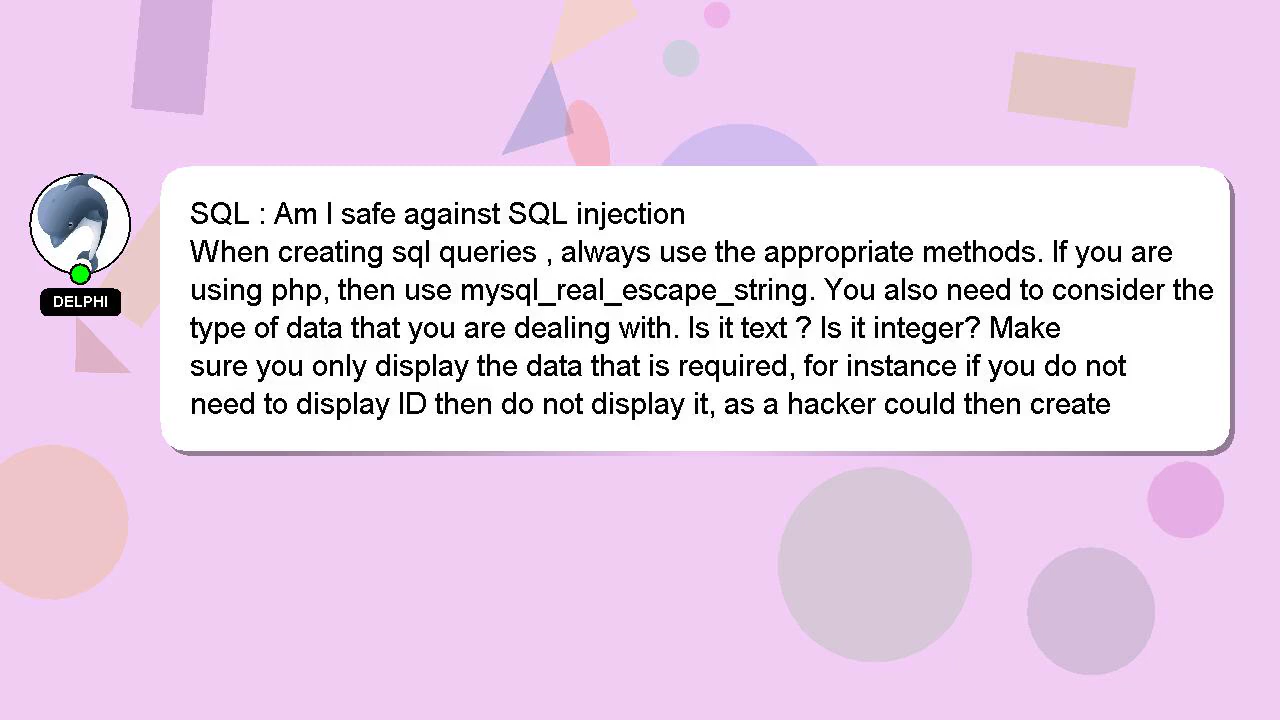 SQL : Am I safe against SQL injection
When creating sql queries , always use the appropriate methods. If you are
using php, then use mysql_real_escape_string. You also need to consider the
type of data that you are dealing with. Is it text ? Is it integer? Make
sure you only display the data that is required, for instance if you do not
need to display ID then do not display it, as a hacker could then create
DELPHI